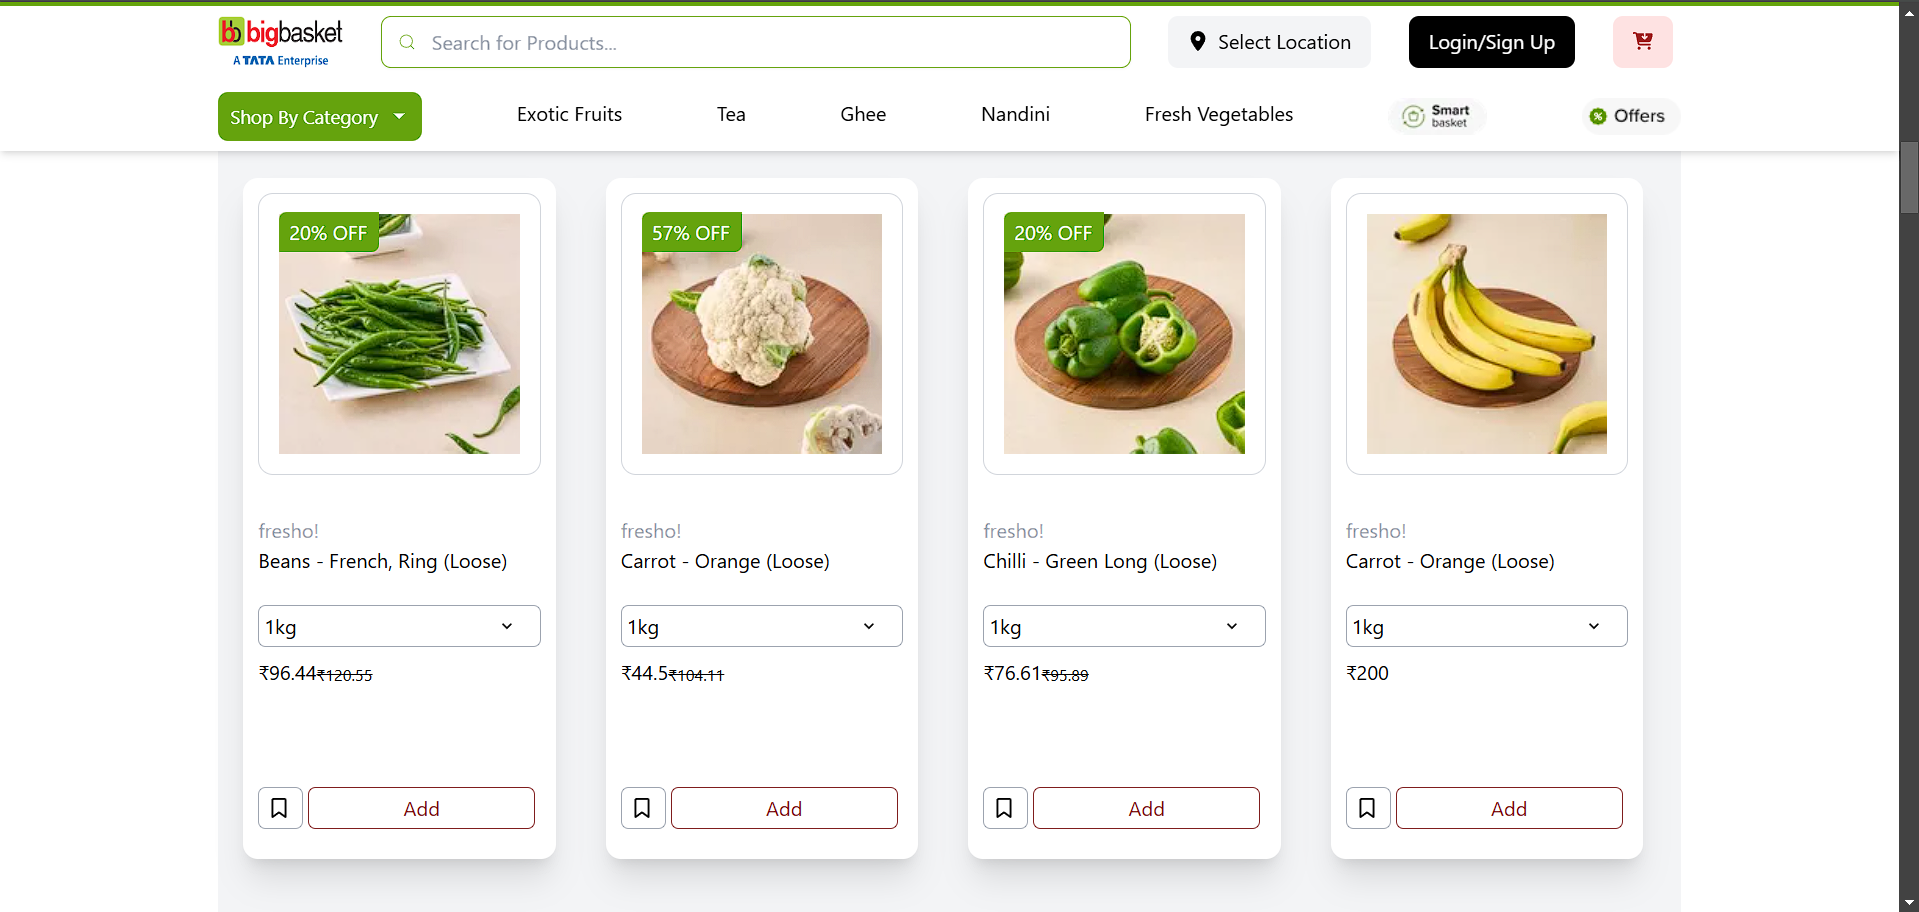 bb bigbasket
A TATA Enterprise
Search for Products...
Select Location
Login/Sign Up
Shop By Category
Exotic Fruits
Tea
Ghee
Nandini
Fresh Vegetables
Smart
basket
% Offers
20% OFF
fresho!
Beans - French, Ring (Loose)
1kg
₹96.44₹120.55
Add
57% OFF
fresho!
Carrot - Orange (Loose)
1kg
₹44.5₹104.11
Add
20% OFF
fresho!
Chilli - Green Long (Loose)
1kg
₹76.61₹95.89
Add
fresho!
Carrot - Orange (Loose)
1kg
₹200
Add